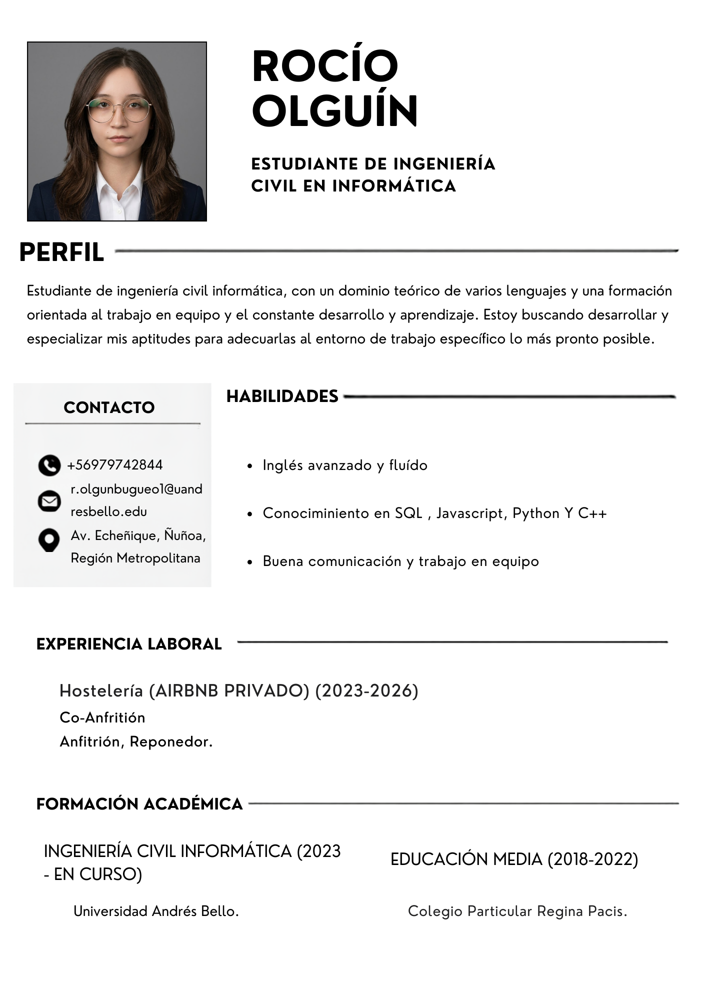 ROCÍO
OLGUÍN
ESTUDIANTE DE INGENIERÍA
CIVIL EN INFORMÁTICA
PERFIL
Estudiante de ingeniería civil informática, con un dominio teórico de varios lenguajes y una formación
orientada al trabajo en equipo y el constante desarrollo y aprendizaje. Estoy buscando desarrollar y
especializar mis aptitudes para adecuarlas al entorno de trabajo específico lo más pronto posible.
CONTACTO
+56979742844
r.olgunbugueo1@uand
resbello.edu
Av. Echeñique, Ñuñoa,
Región Metropolitana
HABILIDADES
• Inglés avanzado y fluído
• Conociminiento en SQL , Javascript, Python Y C++
• Buena comunicación y trabajo en equipo
EXPERIENCIA LABORAL
Hostelería (AIRBNB PRIVADO) (2023-2026)
Co-Anfritión
Anfitrión, Reponedor.
FORMACIÓN ACADÉMICA
INGENIERÍA CIVIL INFORMÁTICA (2023
- EN CURSO)
Universidad Andrés Bello.
EDUCACIÓN MEDIA (2018-2022)
Colegio Particular Regina Pacis.